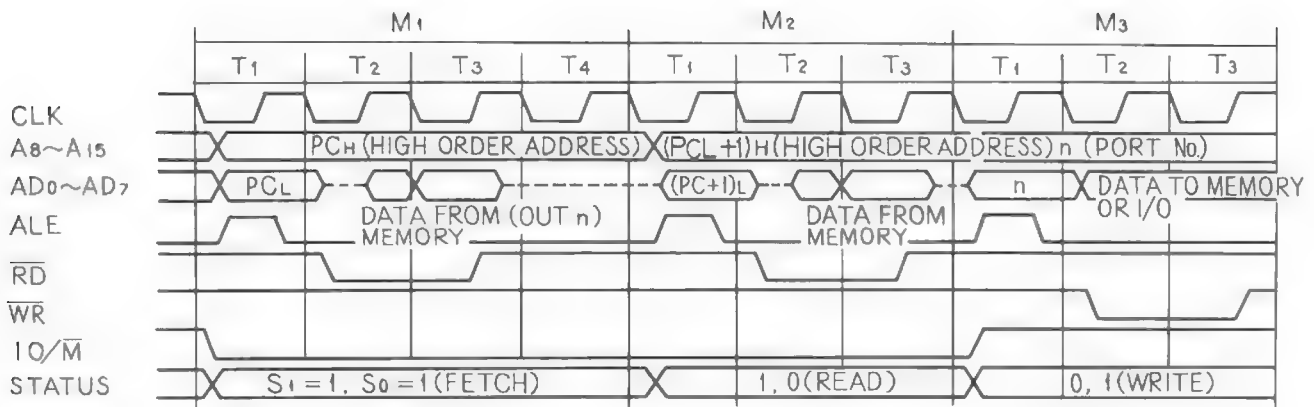 M1 M2 M3
T1 T2 T3 T4 T1 T2 T3 T1 T2 T3
CLK
A8~A15 PCH (HIGH ORDER ADDRESS) (PCL+1)H(HIGH ORDER ADDRESS) n (PORT No.)
AD0~AD7 PCL (PC+1)L n DATA TO MEMORY
OR I/O
ALE DATA FROM (OUT n) DATA FROM
MEMORY MEMORY
RD
WR
IO/M
STATUS S1=1, S0=1(FETCH) 1, 0(READ) 0, 1(WRITE)